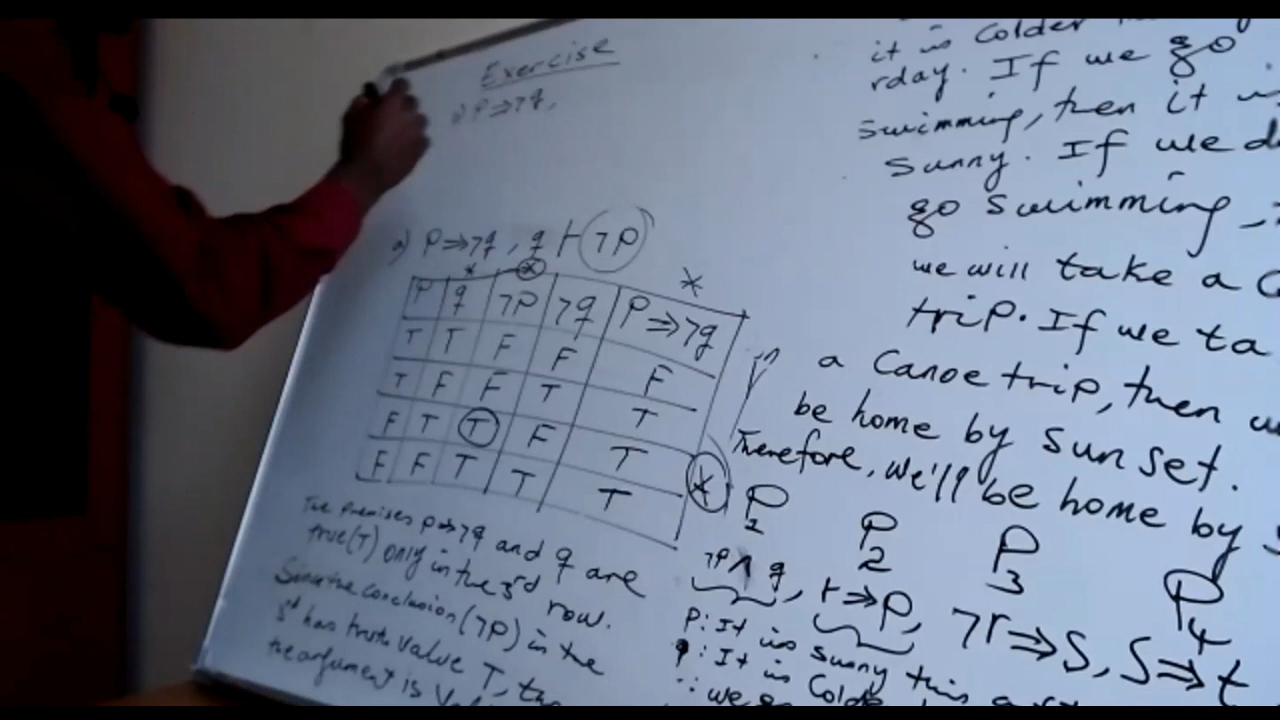 Exercise
P⇒¬q,
a) P⇒¬q, q ⊢ ¬P
* * *
P q ¬P ¬q P⇒¬q
T T F F F
T F F T T
F T T F T
F F T T T
*
The premises p⇒¬q and q are
true(T) only in the 3rd row.
Since the conclusion (¬P) in the
3rd has truth value T, the
the argument is
it is colder
rday. If we go
swimming, then it
sunny. If we
go swimming,
we will take a
trip. If we ta
a Canoe trip, then
be home by sunset.
Therefore, we'll be home by
P1 P2 P3 P4
¬P ∧ q, r⇒P, ¬r⇒S, S⇒t
P: It is sunny this
: It is Colde
: we